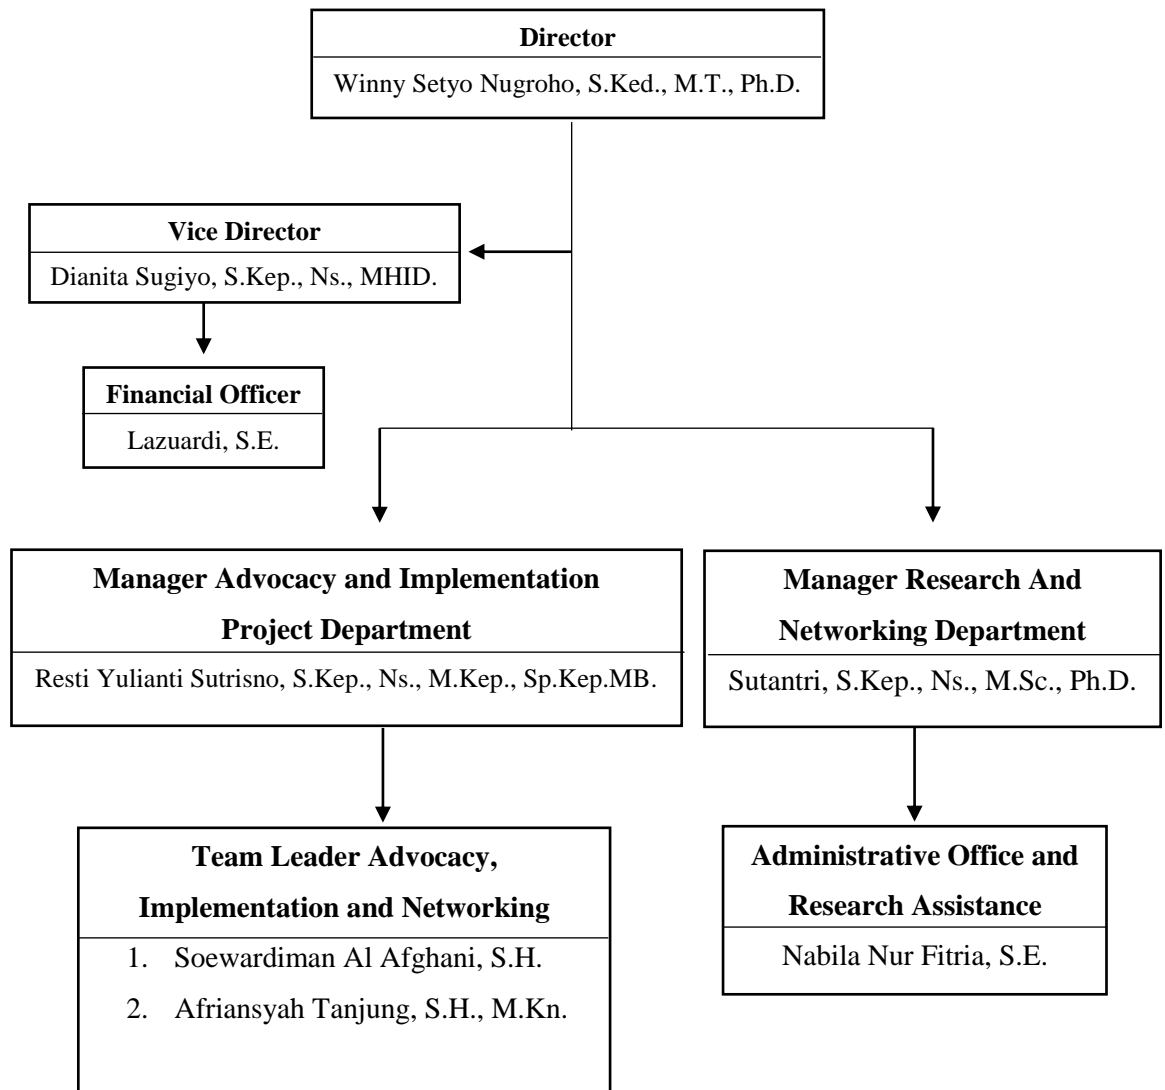 Director
Winny Setyo Nugroho, S.Ked., M.T., Ph.D.
Vice Director
Dianita Sugiyo, S.Kep., Ns., MHID.
Financial Officer
Lazuardi, S.E.
Manager Advocacy and Implementation
Project Department
Resti Yulianti Sutrisno, S.Kep., Ns., M.Kep., Sp.Kep.MB.
Manager Research And
Networking Department
Sutantri, S.Kep., Ns., M.Sc., Ph.D.
Team Leader Advocacy,
Implementation and Networking
1. Soewardiman Al Afghani, S.H.
2. Afriansyah Tanjung, S.H., M.Kn.
Administrative Office and
Research Assistance
Nabila Nur Fitria, S.E.